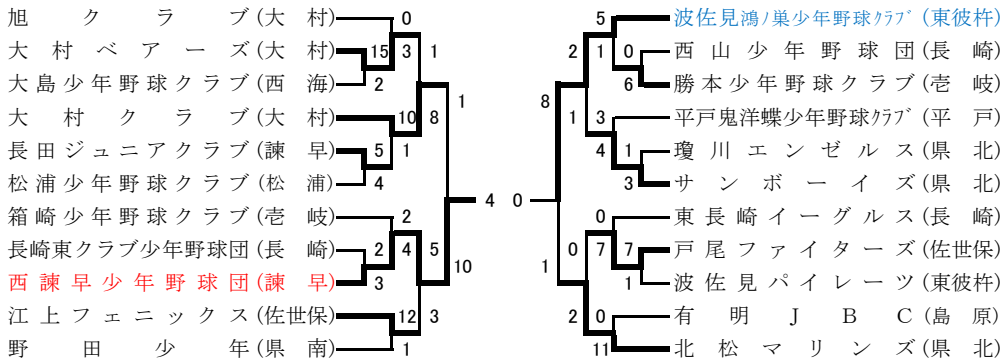 旭クラブ(大村) 0 5 波佐見鴻ノ巣少年野球クラブ(東彼杵)
大村ベアーズ(大村) 15 3 1 2 1 0 西山少年野球団(長崎)
大島少年野球クラブ(西海) 2 6 勝本少年野球クラブ(壱岐)
1 8
大村クラブ(大村) 10 8 1 3 平戸鬼洋蝶少年野球クラブ(平戸)
長田ジュニアクラブ(諫早) 5 1 4 1 瓊川エンゼルス(県北)
松浦少年野球クラブ(松浦) 4 3 サンボーイズ(県北)
4 0
箱崎少年野球クラブ(壱岐) 2 0 東長崎イーグルス(長崎)
長崎東クラブ少年野球団(長崎) 2 4 5 0 7 7 戸尾ファイターズ(佐世保)
10 1
西諫早少年野球団(諫早) 3 1 波佐見パイレーツ(東彼杵)
江上フェニックス(佐世保) 12 3 2 0 有明JBC(島原)
野田少年(県南) 1 11 北松マリンズ(県北)